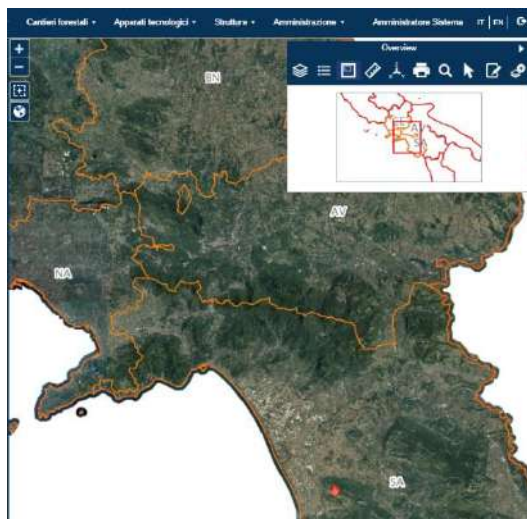 Cantieri forestali Apparati tecnologici Strutture Amministrazione Amministratore Sistema IT | EN
Overview
BN
AV
NA
SA